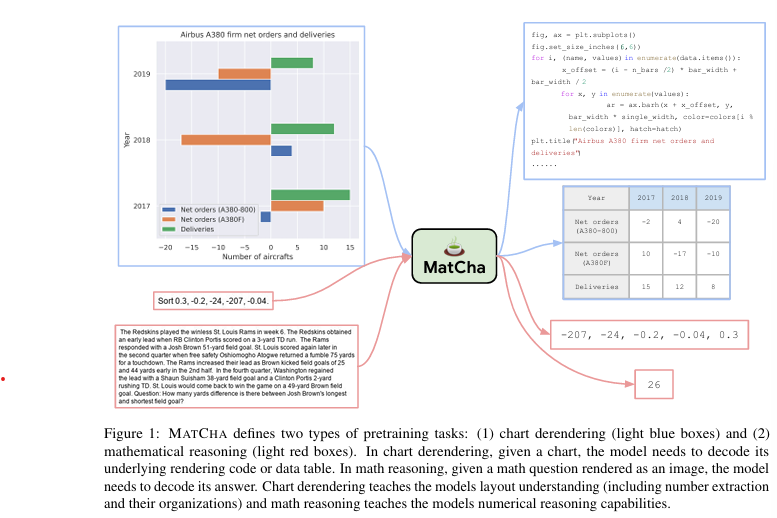 Airbus A380 firm net orders and deliveries
2019
2018
2017
Year
Net orders (A380-800)
Net orders (A380F)
Deliveries
−20 −15 −10 −5 0 5 10 15
Number of aircrafts
Sort 0.3, -0.2, -24, -207, -0.04.
The Redskins played the winless St. Louis Rams in week 6. The Redskins obtained
an early lead when RB Clinton Portis scored on a 3-yard TD run. The Rams
responded with a Josh Brown 51-yard field goal. St. Louis scored again later in
the second quarter when free safety Oshiomogho Atogwe returned a fumble 75 yards
for a touchdown. The Rams increased their lead as Brown kicked field goals of 25
and 44 yards early in the 2nd half. In the fourth quarter, Washington regained
the lead with a Shaun Suisham 38-yard field goal and a Clinton Portis 2-yard
rushing TD. St. Louis would come back to win the game on a 49-yard Brown field
goal. Question: How many yards difference is there between Josh Brown's longest
and shortest field goal?
MatCha
fig, ax = plt.subplots()
fig.set_size_inches(6,6))
for i, (name, values) in enumerate(data.items()):
x_offset = (i - n_bars /2) * bar_width +
bar_width / 2
for x, y in enumerate(values):
ar = ax.barh(x + x_offset, y,
bar_width * single_width, color=colors[i %
len(colors)], hatch=hatch)
plt.title("Airbus A380 firm net orders and
deliveries")
......
Year 2017 2018 2019
Net orders (A380-800) -2 4 -20
Net orders (A380F) 10 -17 -10
Deliveries 15 12 8
-207, -24, -0.2, -0.04, 0.3
26
Figure 1: MATCHA defines two types of pretraining tasks: (1) chart derendering (light blue boxes) and (2)
mathematical reasoning (light red boxes). In chart derendering, given a chart, the model needs to decode its
underlying rendering code or data table. In math reasoning, given a math question rendered as an image, the model
needs to decode its answer. Chart derendering teaches the models layout understanding (including number extraction
and their organizations) and math reasoning teaches the models numerical reasoning capabilities.